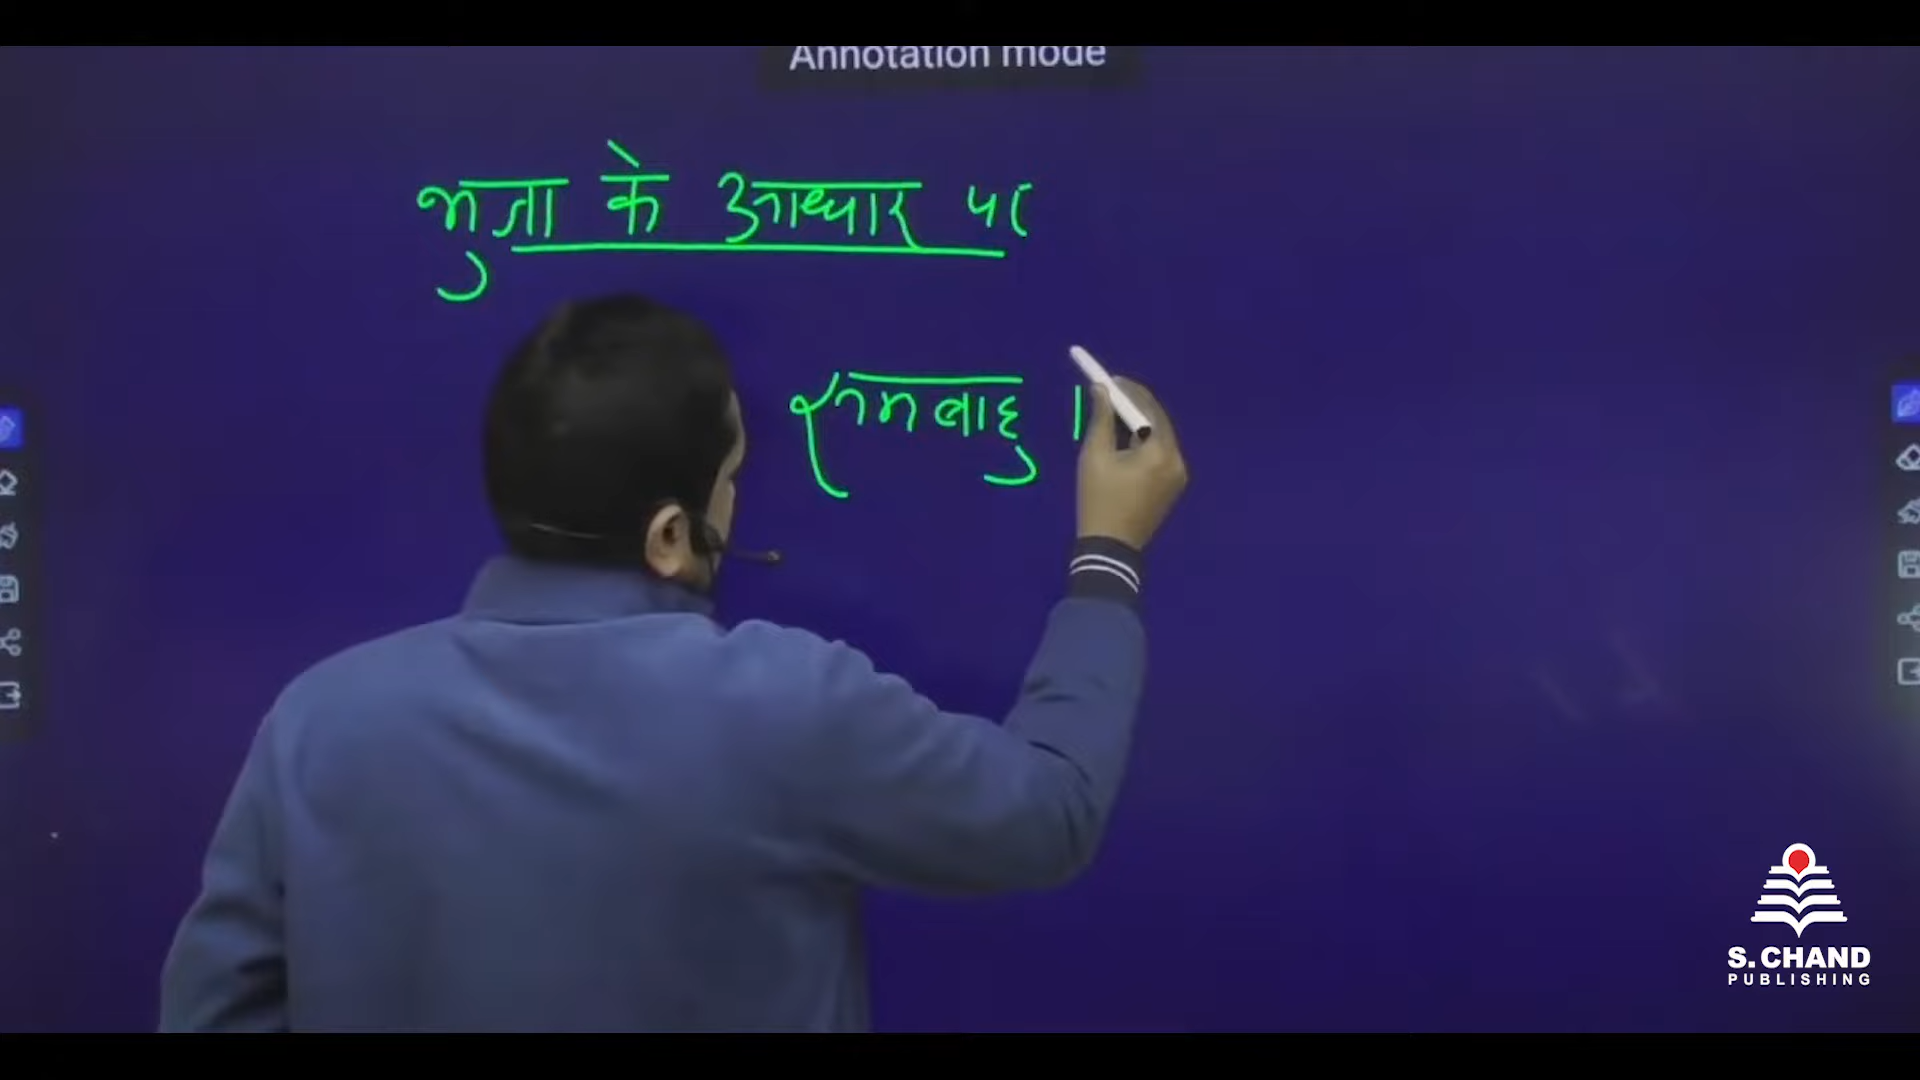 Annotation mode
भुजा के आधार पर
समबाहु
S. CHAND
PUBLISHING